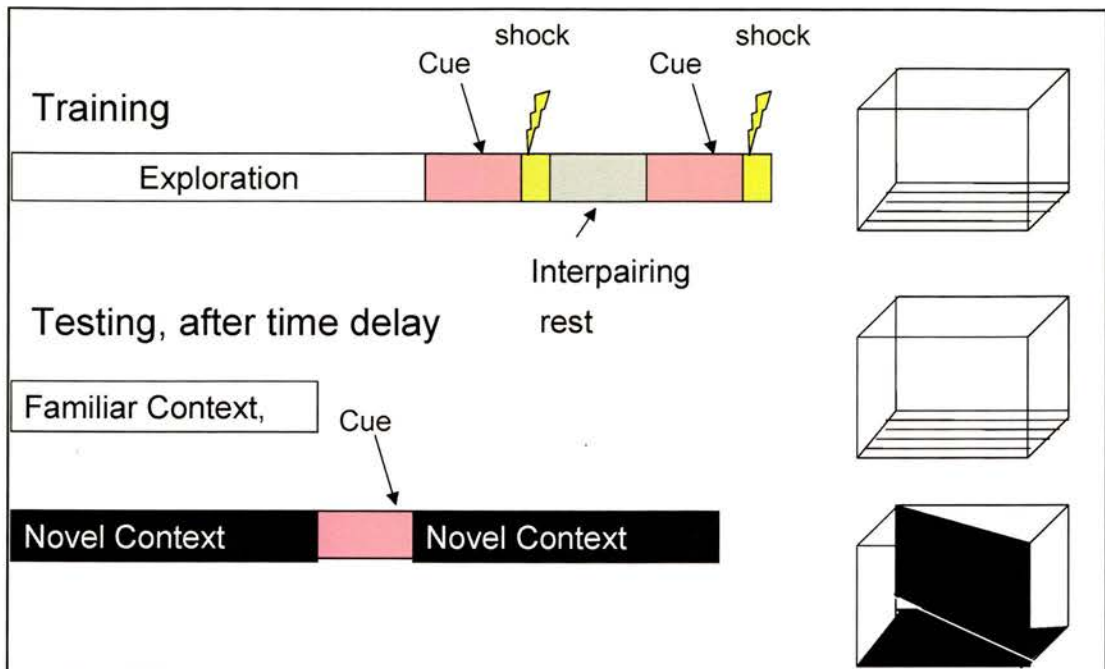 shock
shock
Cue
Cue
Training
Exploration
Interpairing
rest
Testing, after time delay
Familiar Context,
Cue
Novel Context
Novel Context